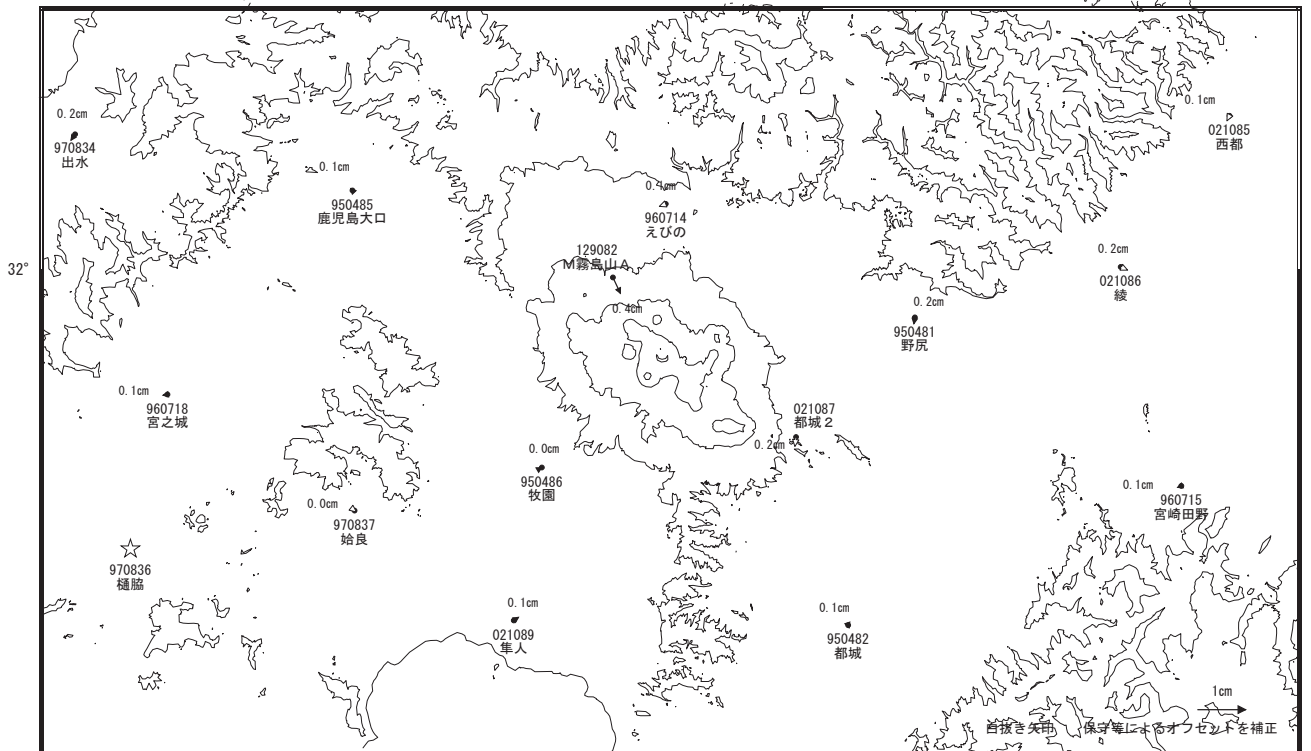 0.1cm
021085
西都
0.2cm
970834
出水
0.1cm
950485
鹿児島大口
0.1cm
960714
えびの
129082
M霧島山A
0.4cm
32°
0.2cm
021086
綾
0.2cm
950481
野尻
0.1cm
960718
宮之城
021087
都城2
0.2cm
0.0cm
950486
牧園
0.0cm
970837
姶良
0.1cm
960715
宮崎田野
970836
樋脇
0.1cm
021089
隼人
0.1cm
950482
都城
1cm
白抜き矢印 保守等によるオフセットを補正